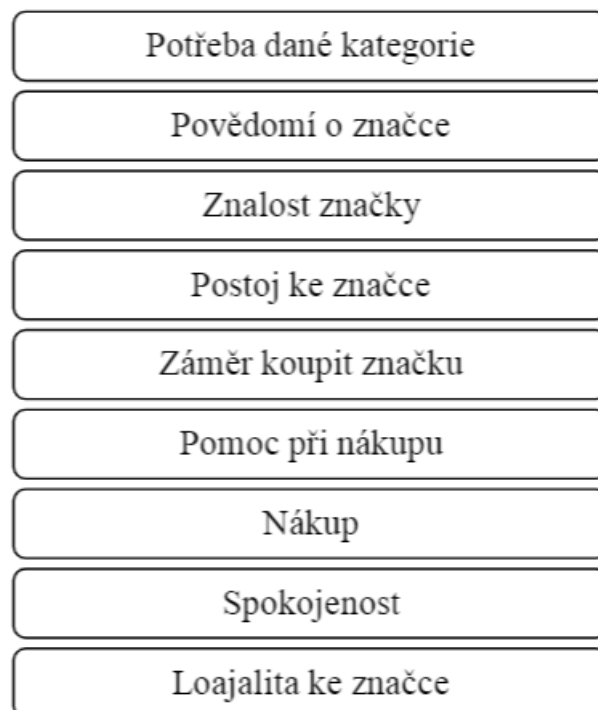 Potřeba dané kategorie
Povědomí o značce
Znalost značky
Postoj ke značce
Záměr koupit značku
Pomoc při nákupu
Nákup
Spokojenost
Loajalita ke značce